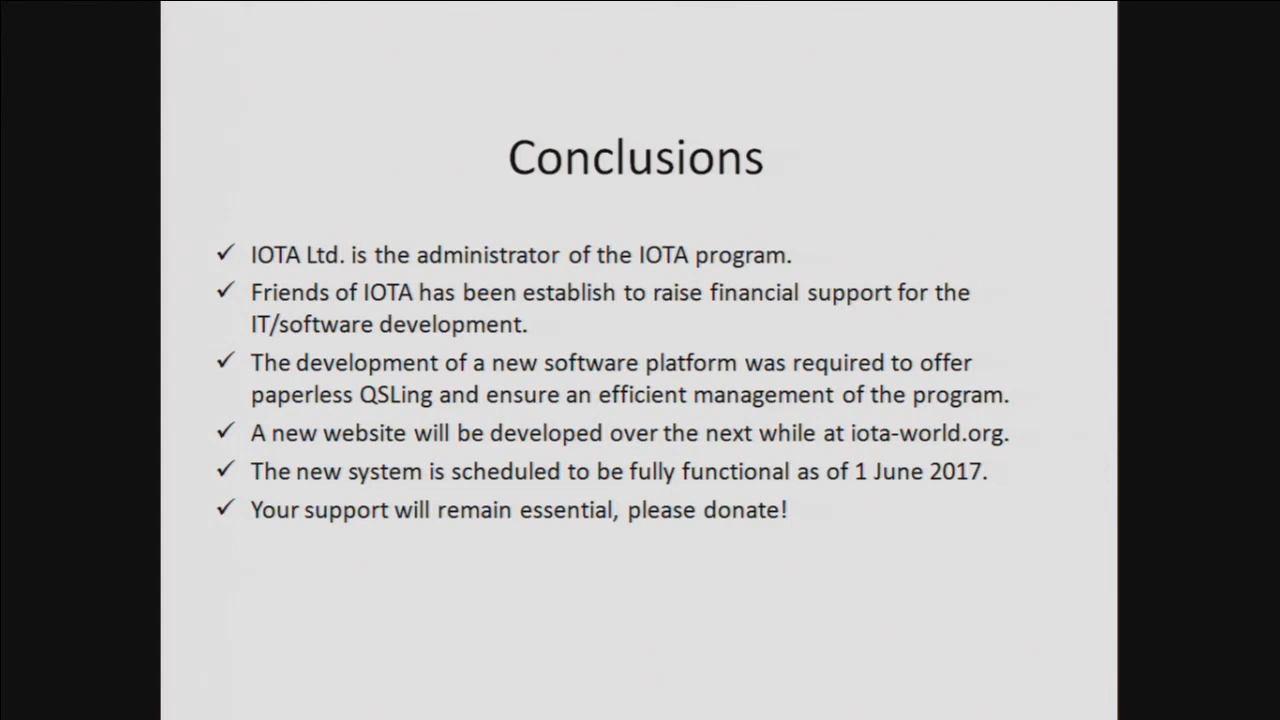 Conclusions
✓ IOTA Ltd. is the administrator of the IOTA program.
✓ Friends of IOTA has been establish to raise financial support for the
IT/software development.
✓ The development of a new software platform was required to offer
paperless QSLing and ensure an efficient management of the program.
✓ A new website will be developed over the next while at iota-world.org.
✓ The new system is scheduled to be fully functional as of 1 June 2017.
✓ Your support will remain essential, please donate!